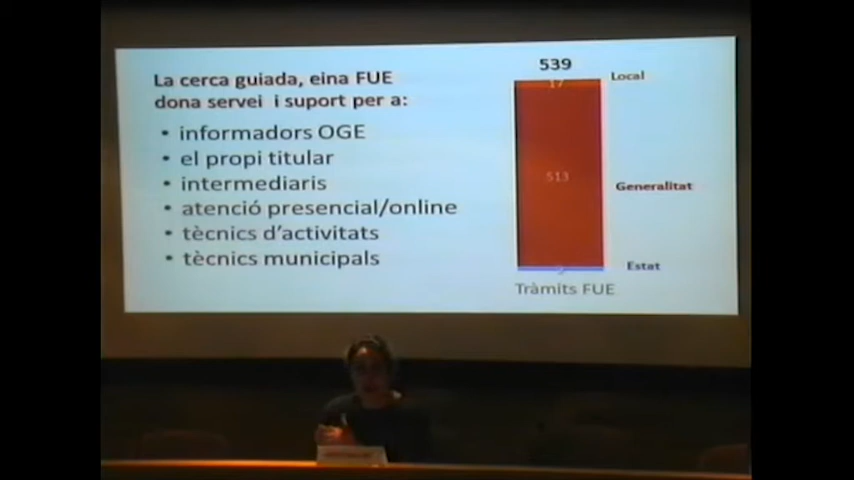 La cerca guiada, eina FUE
dona servei i suport per a:
• informadors OGE
• el propi titular
• intermediaris
• atenció presencial/online
• tècnics d'activitats
• tècnics municipals
539
17
Local
513
Generalitat
Estat
Tràmits FUE